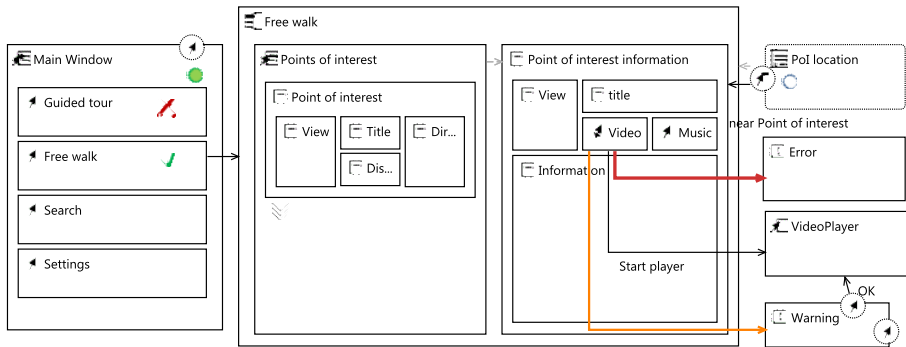 Free walk
Main Window
Guided tour
Free walk
Search
Settings
Points of interest
Point of interest
View
Title
Dir...
Dis...
Point of interest information
View
title
Video
Music
Information
Start player
PoI location
near Point of interest
Error
VideoPlayer
OK
Warning